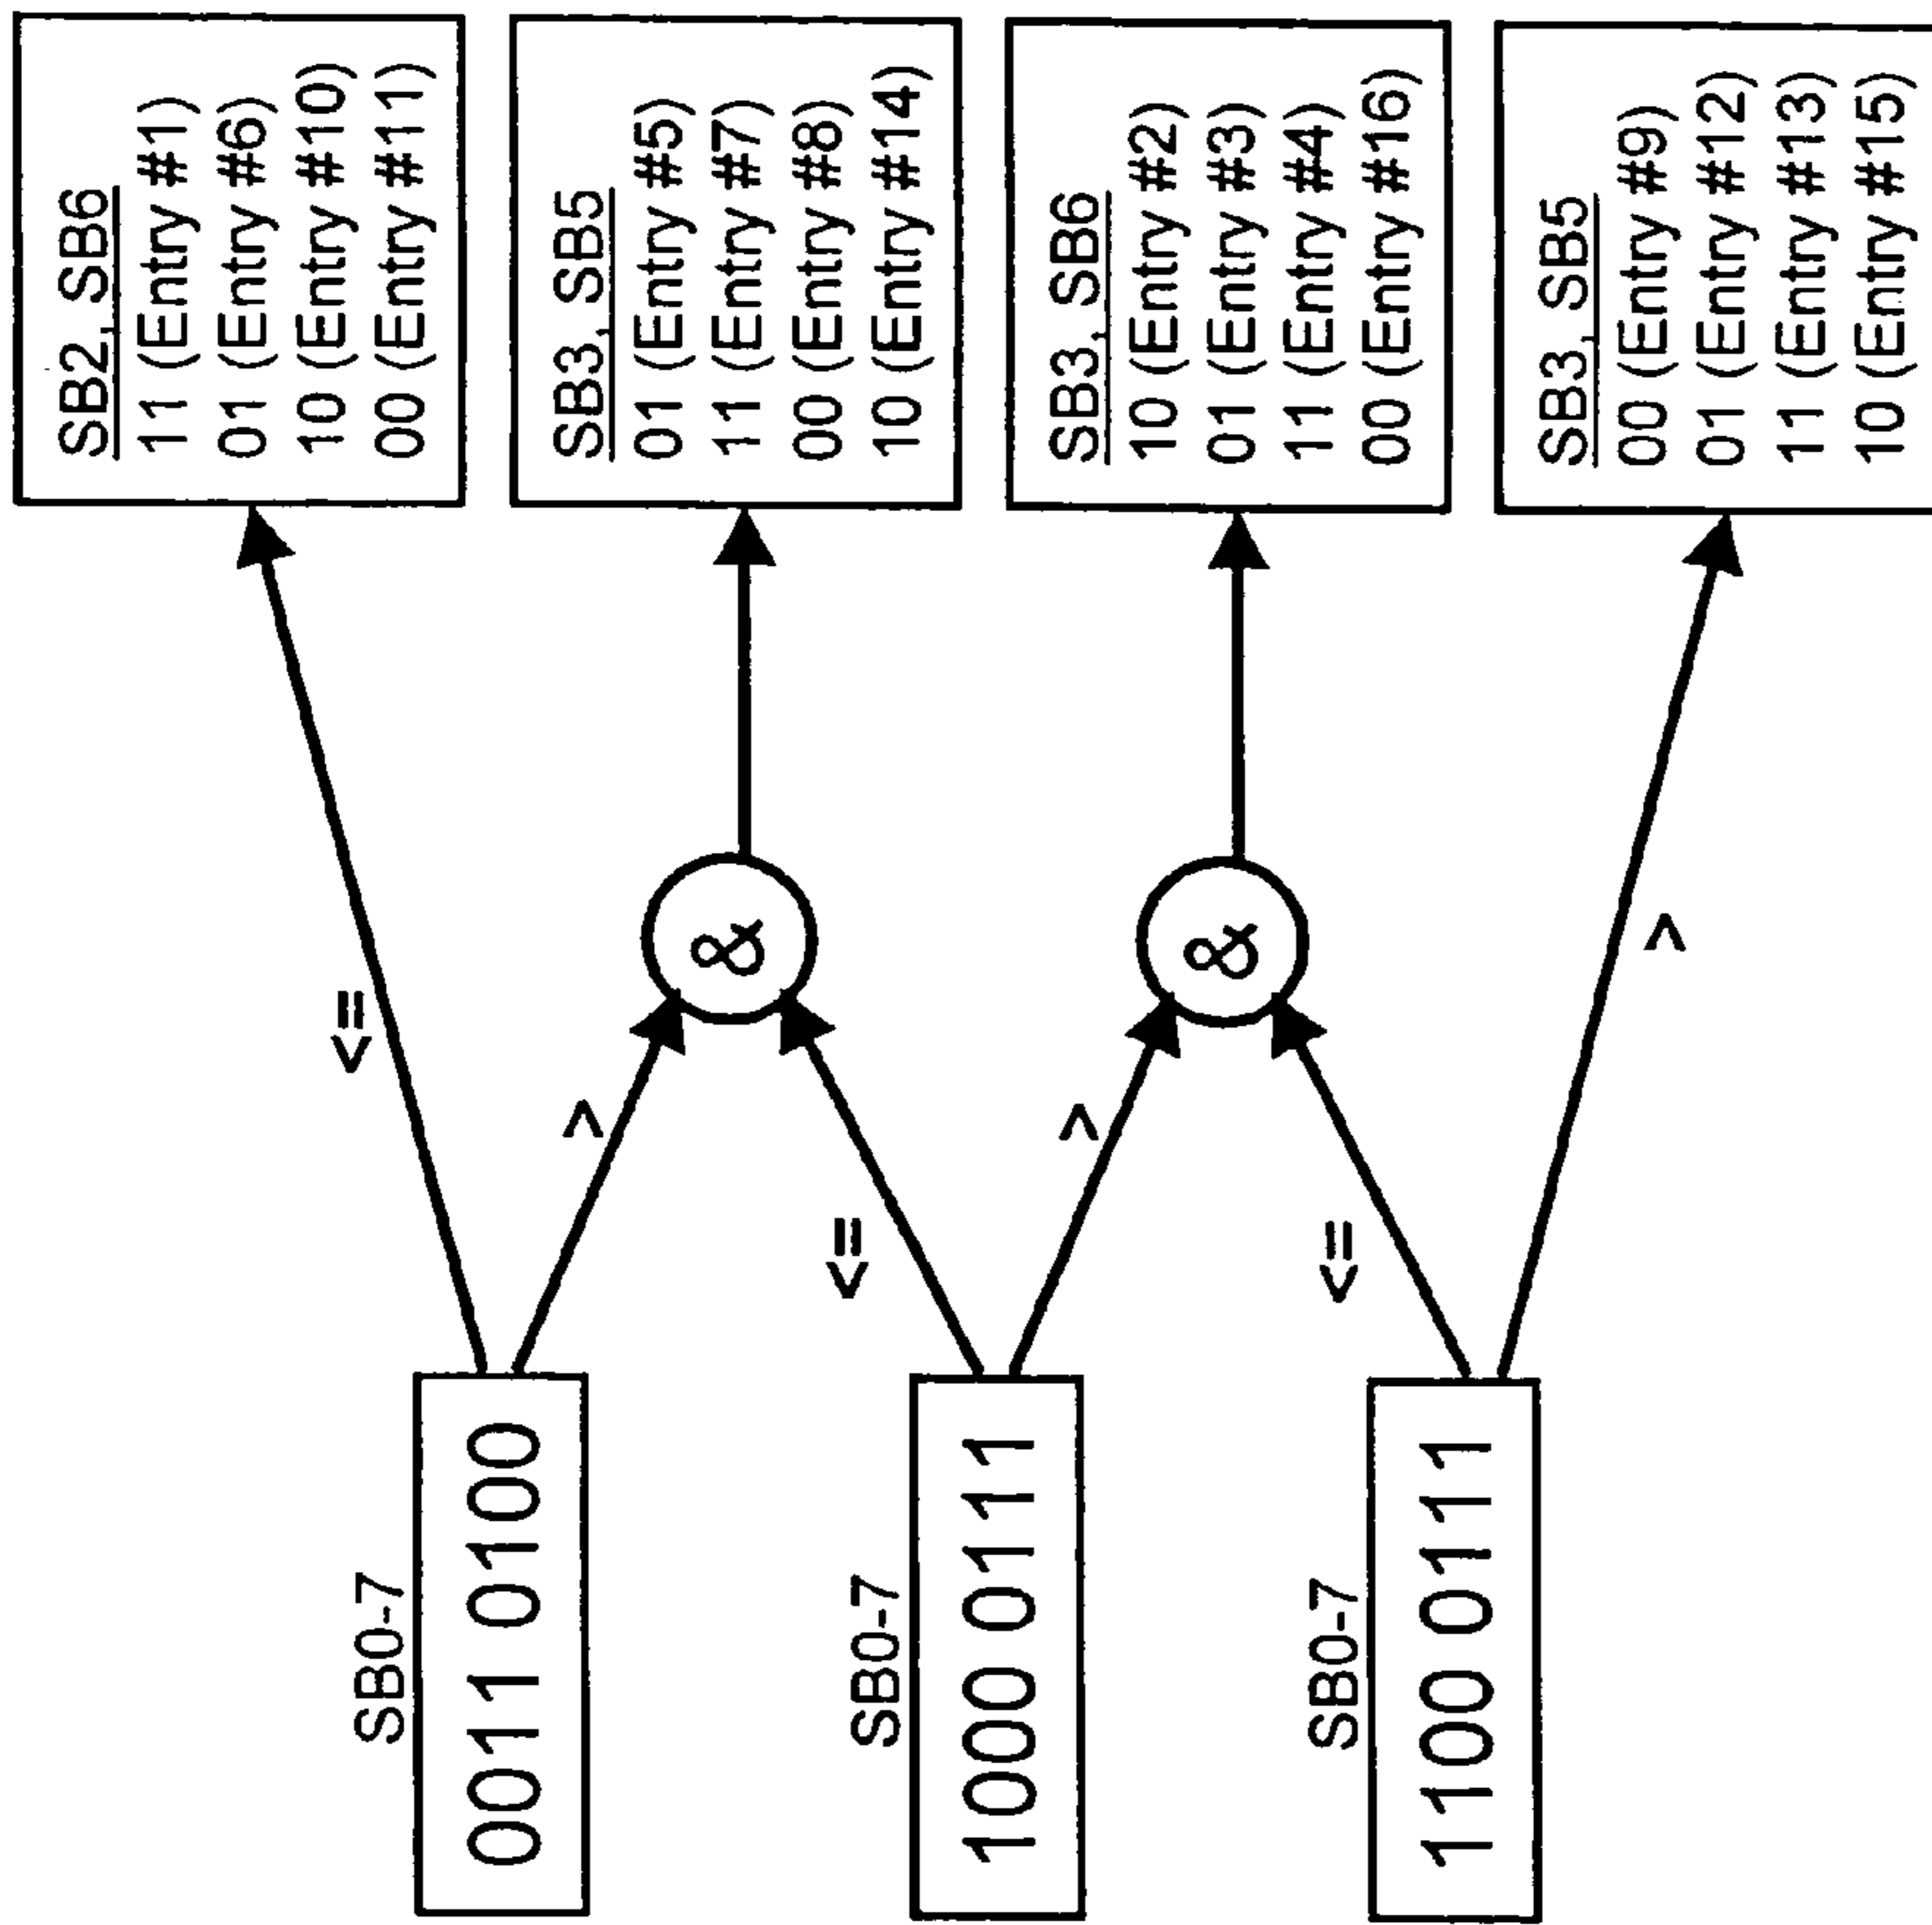 SB0-7
0011 0100
<=
>
SB0-7
1000 0111
<=
>
SB0-7
1100 0111
<=
>
&
&
SB2, SB6
11 (Entry #1)
01 (Entry #6)
10 (Entry #10)
00 (Entry #11)
SB3, SB5
01 (Entry #5)
11 (Entry #7)
00 (Entry #8)
10 (Entry #14)
SB3, SB6
10 (Entry #2)
01 (Entry #3)
11 (Entry #4)
00 (Entry #16)
SB3, SB5
00 (Entry #9)
01 (Entry #12)
11 (Entry #13)
10 (Entry #15)